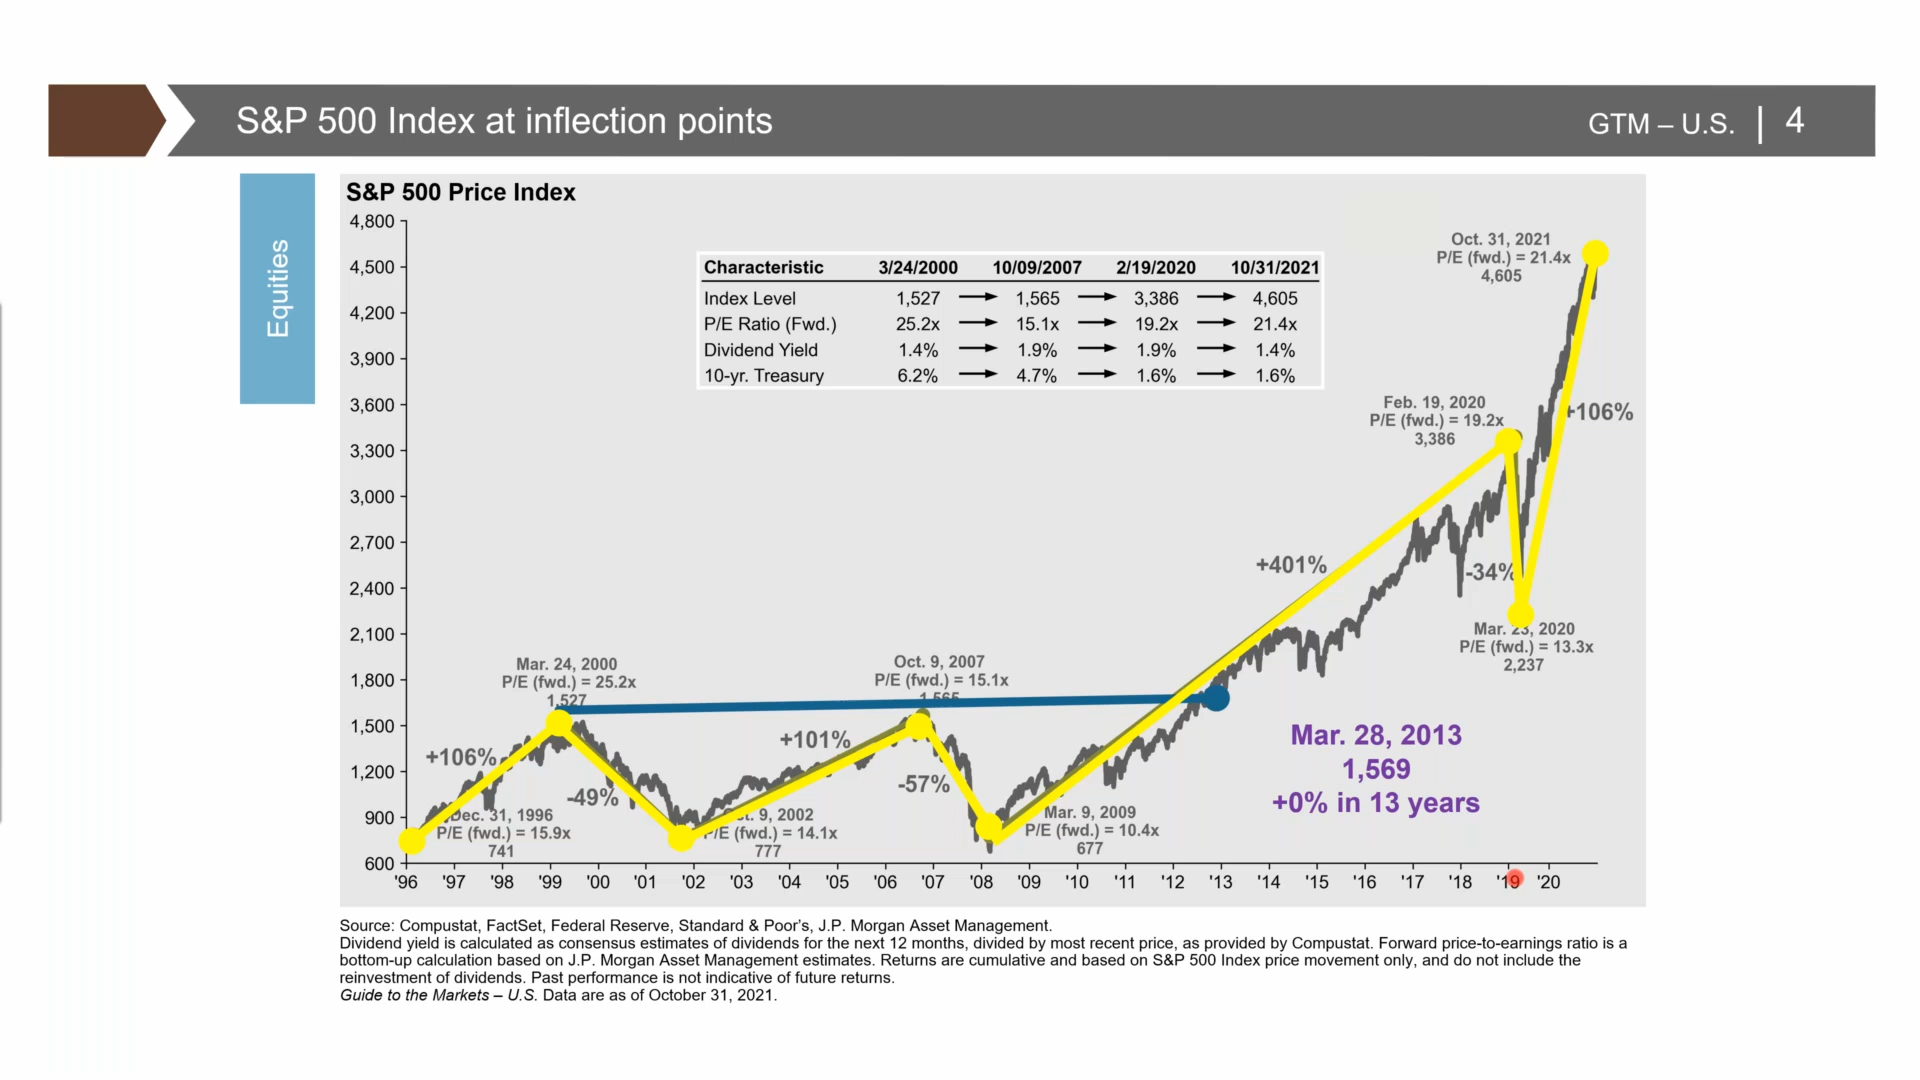 S&P 500 Index at inflection points
GTM – U.S. | 4
Equities
S&P 500 Price Index
4,800
4,500
4,200
3,900
3,600
3,300
3,000
2,700
2,400
2,100
1,800
1,500
1,200
900
600
Characteristic 3/24/2000 10/09/2007 2/19/2020 10/31/2021
Index Level 1,527 → 1,565 → 3,386 → 4,605
P/E Ratio (Fwd.) 25.2x → 15.1x → 19.2x → 21.4x
Dividend Yield 1.4% → 1.9% → 1.9% → 1.4%
10-yr. Treasury 6.2% → 4.7% → 1.6% → 1.6%
Oct. 31, 2021
P/E (fwd.) = 21.4x
4,605
Feb. 19, 2020
P/E (fwd.) = 19.2x
3,386
+106%
+401%
-34%
Mar. 23, 2020
P/E (fwd.) = 13.3x
2,237
Mar. 24, 2000
P/E (fwd.) = 25.2x
1,527
Oct. 9, 2007
P/E (fwd.) = 15.1x
1,565
+106%
-49%
+101%
-57%
Dec. 31, 1996
P/E (fwd.) = 15.9x
741
Oct. 9, 2002
P/E (fwd.) = 14.1x
777
Mar. 9, 2009
P/E (fwd.) = 10.4x
677
Mar. 28, 2013
1,569
+0% in 13 years
'96 '97 '98 '99 '00 '01 '02 '03 '04 '05 '06 '07 '08 '09 '10 '11 '12 '13 '14 '15 '16 '17 '18 '19 '20
Source: Compustat, FactSet, Federal Reserve, Standard & Poor's, J.P. Morgan Asset Management.
Dividend yield is calculated as consensus estimates of dividends for the next 12 months, divided by most recent price, as provided by Compustat. Forward price-to-earnings ratio is a
bottom-up calculation based on J.P. Morgan Asset Management estimates. Returns are cumulative and based on S&P 500 Index price movement only, and do not include the
reinvestment of dividends. Past performance is not indicative of future returns.
Guide to the Markets – U.S. Data are as of October 31, 2021.